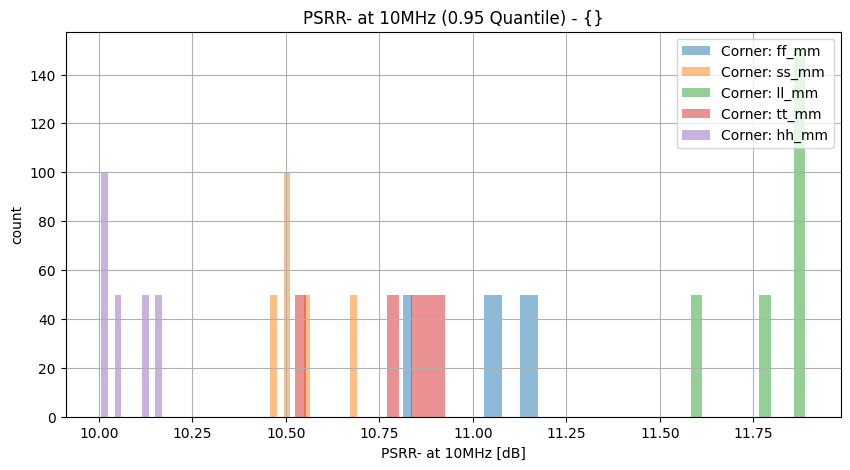 PSRR- at 10MHz (0.95 Quantile) - {}
Corner: ff_mm
Corner: ss_mm
Corner: ll_mm
Corner: tt_mm
Corner: hh_mm
count
140
120
100
80
60
40
20
0
10.00 10.25 10.50 10.75 11.00 11.25 11.50 11.75
PSRR- at 10MHz [dB]